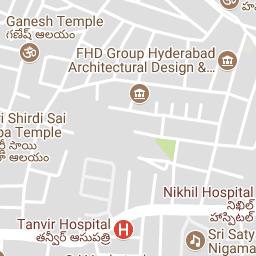 Ganesh Temple
గణేష్ ఆలయం
FHD Group Hyderabad
Architectural Design &...
ri Shirdi Sai
ba Temple
ర్డీ సాయి
ఆలయం
Nikhil Hospital
నిఖిల్
హాస్పిటల్
Tanvir Hospital
తన్వీర్ ఆసుపత్రి
Sri Saty
Nigama